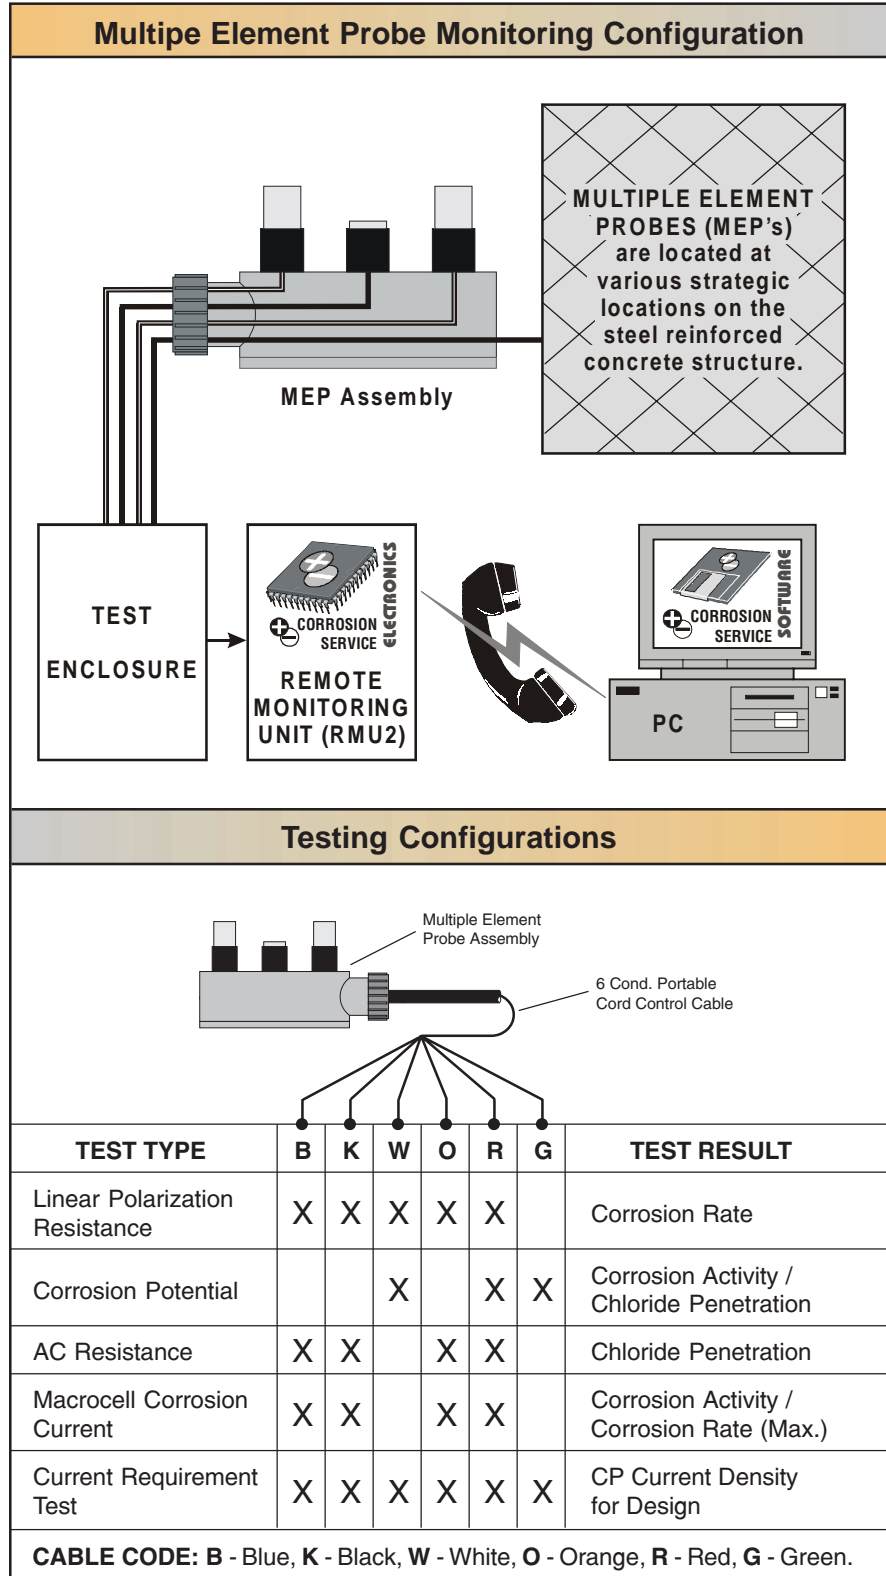 Multipe Element Probe Monitoring Configuration
MULTIPLE ELEMENT
PROBES (MEP's)
are located at
various strategic
locations on the
steel reinforced
concrete structure.
MEP Assembly
TEST
ENCLOSURE
ELECTRONICS
CORROSION
SERVICE
REMOTE
MONITORING
UNIT (RMU2)
SOFTWARE
CORROSION
SERVICE
PC
Testing Configurations
Multiple Element
Probe Assembly
6 Cond. Portable
Cord Control Cable
TEST TYPE B K W O R G TEST RESULT
Linear Polarization
Resistance X X X X X Corrosion Rate
Corrosion Potential X X X Corrosion Activity /
Chloride Penetration
AC Resistance X X X X Chloride Penetration
Macrocell Corrosion
Current X X X X Corrosion Activity /
Corrosion Rate (Max.)
Current Requirement
Test X X X X X X CP Current Density
for Design
CABLE CODE: B - Blue, K - Black, W - White, O - Orange, R - Red, G - Green.